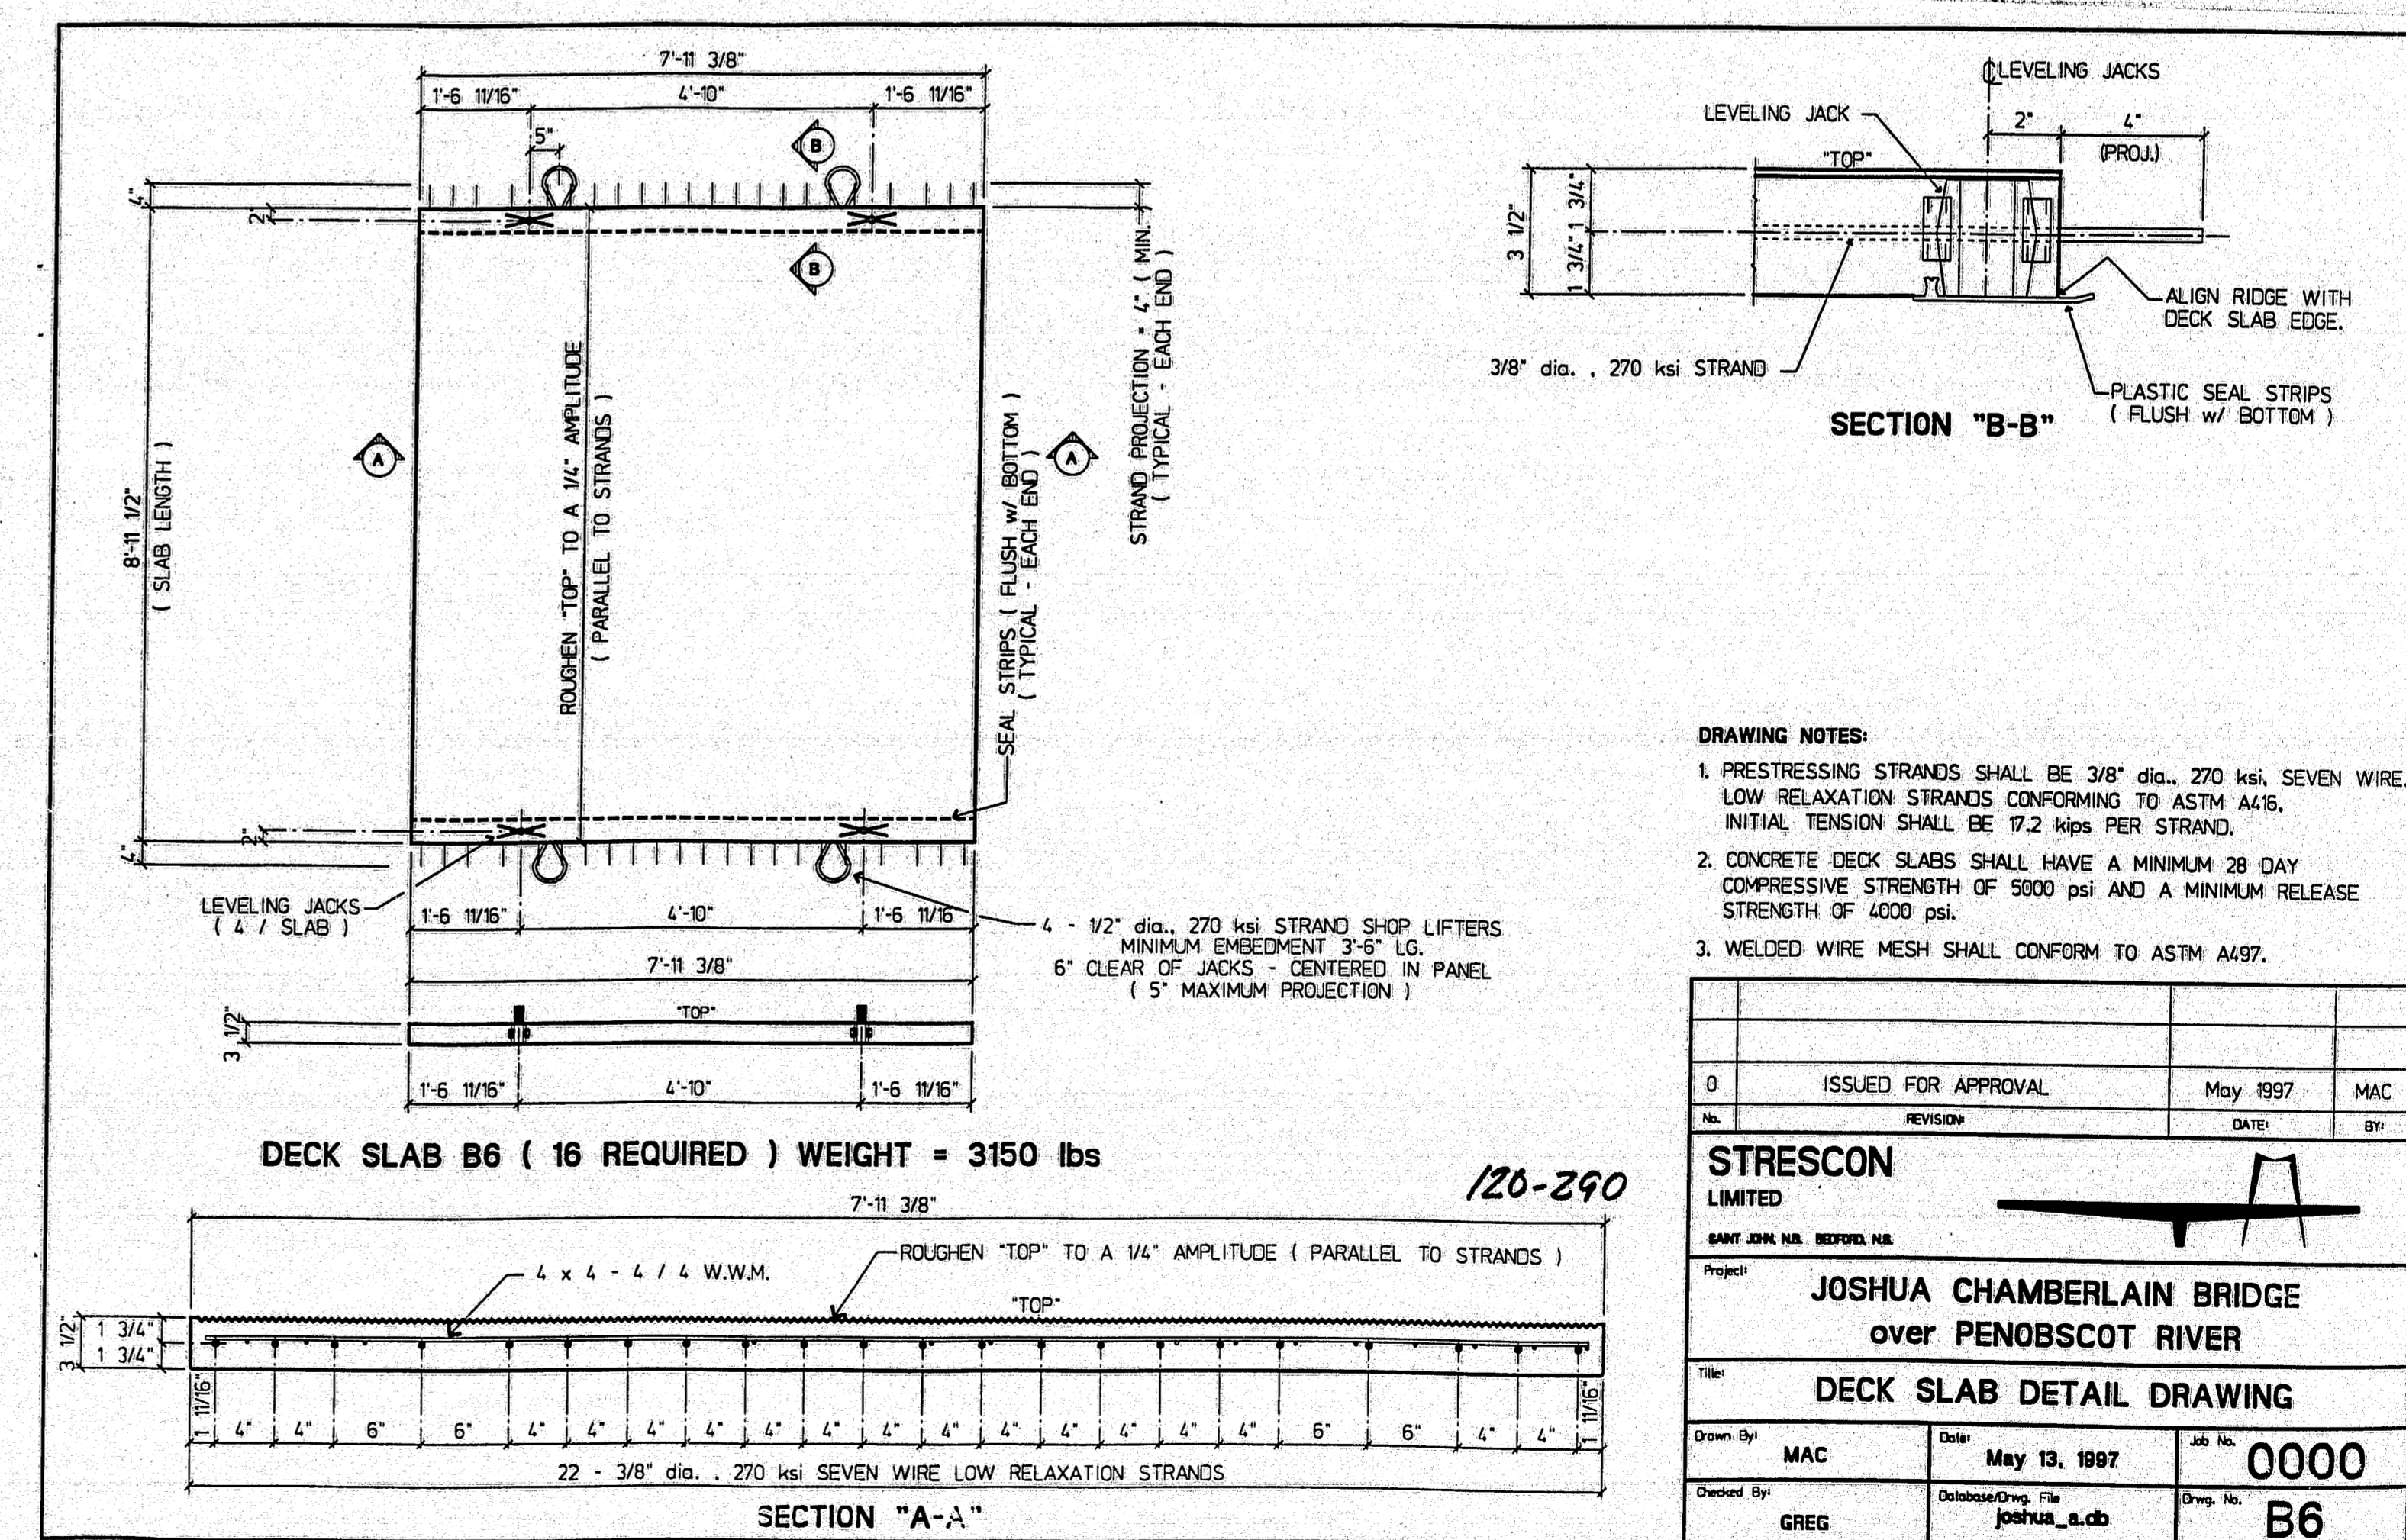 7'-11 3/8"
1'-6 11/16"
4'-10"
1'-6 11/16"
5"
B
B
4"
2"
8'-11 1/2"
( SLAB LENGTH )
A
ROUGHEN "TOP" TO A 1/4" AMPLITUDE
( PARALLEL TO STRANDS )
SEAL STRIPS ( FLUSH w/ BOTTOM )
( TYPICAL - EACH END )
A
STRAND PROJECTION = 4" ( MIN. )
( TYPICAL - EACH END )
2"
4"
LEVELING JACKS
( 4 / SLAB )
1'-6 11/16"
4'-10"
1'-6 11/16
7'-11 3/8"
4 - 1/2" dia., 270 ksi STRAND SHOP LIFTERS
MINIMUM EMBEDMENT 3'-6" LG.
6" CLEAR OF JACKS - CENTERED IN PANEL
( 5" MAXIMUM PROJECTION )
"TOP"
3 1/2"
1'-6 11/16"
4'-10"
1'-6 11/16"
DECK SLAB B6 ( 16 REQUIRED ) WEIGHT = 3150 lbs
120-290
7'-11 3/8"
ROUGHEN "TOP" TO A 1/4" AMPLITUDE ( PARALLEL TO STRANDS )
4 x 4 - 4 / 4 W.W.M.
"TOP"
3 1/2"
1 3/4"
1 3/4"
1 11/16"
4" 4" 6" 6" 4" 4" 4" 4" 4" 4" 4" 4" 4" 4" 4" 4" 4" 6" 6" 4" 4"
1 11/16"
22 - 3/8" dia. , 270 ksi SEVEN WIRE LOW RELAXATION STRANDS
SECTION "A-A"
℄ LEVELING JACKS
LEVELING JACK
2"
4"
(PROJ.)
"TOP"
3 1/2"
1 3/4"
1 3/4"
ALIGN RIDGE WITH
DECK SLAB EDGE.
3/8" dia. , 270 ksi STRAND
PLASTIC SEAL STRIPS
( FLUSH w/ BOTTOM )
SECTION "B-B"
DRAWING NOTES:
1. PRESTRESSING STRANDS SHALL BE 3/8" dia., 270 ksi, SEVEN WIRE,
LOW RELAXATION STRANDS CONFORMING TO ASTM A416.
INITIAL TENSION SHALL BE 17.2 kips PER STRAND.
2. CONCRETE DECK SLABS SHALL HAVE A MINIMUM 28 DAY
COMPRESSIVE STRENGTH OF 5000 psi AND A MINIMUM RELEASE
STRENGTH OF 4000 psi.
3. WELDED WIRE MESH SHALL CONFORM TO ASTM A497.
0 ISSUED FOR APPROVAL May 1997 MAC
No. REVISION: DATE: BY:
STRESCON
LIMITED
SAINT JOHN, N.B. BEDFORD, N.S.
Project:
JOSHUA CHAMBERLAIN BRIDGE
over PENOBSCOT RIVER
Title:
DECK SLAB DETAIL DRAWING
Drawn By:
MAC
Date:
May 13, 1997
Job No.
0000
Checked By:
GREG
Database/Drwg. File
joshua_a.db
Drwg. No.
B6